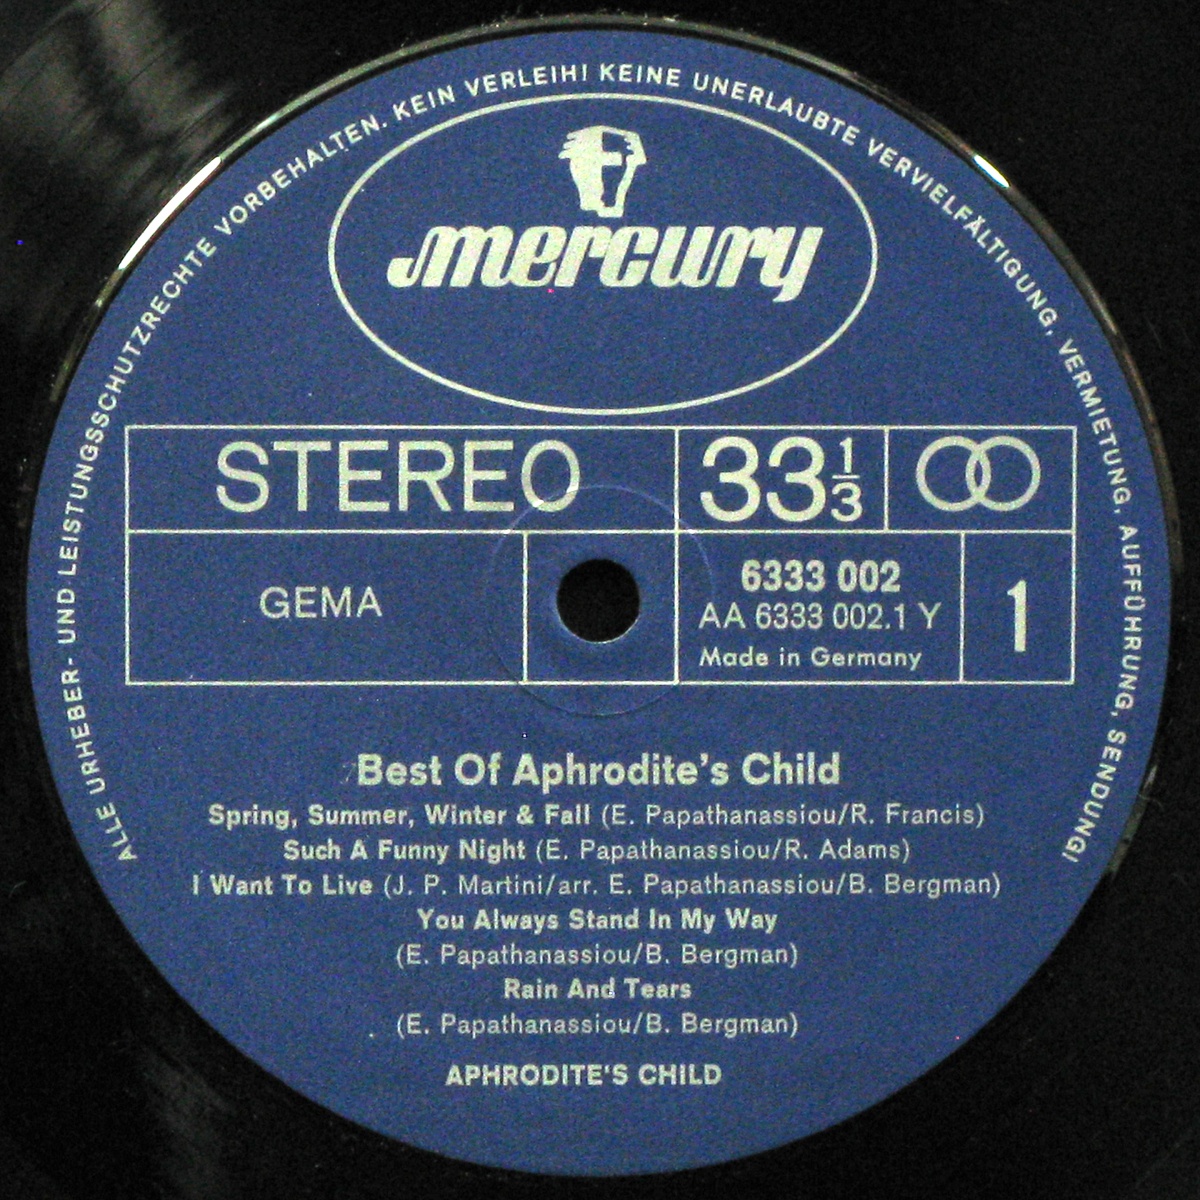 ALLE URHEBER- UND LEISTUNGSSCHUTZRECHTE VORBEHALTEN. KEIN VERLEIH! KEINE UNERLAUBTE VERVIELFÄLTIGUNG, VERMIETUNG, AUFFÜHRUNG, SENDUNG!
mercury
STEREO 33 1/3
GEMA
6333 002
AA 6333 002.1 Y
Made in Germany
1
Best Of Aphrodite's Child
Spring, Summer, Winter & Fall (E. Papathanassiou/R. Francis)
Such A Funny Night (E. Papathanassiou/R. Adams)
I Want To Live (J. P. Martini/arr. E. Papathanassiou/B. Bergman)
You Always Stand In My Way
(E. Papathanassiou/B. Bergman)
Rain And Tears
(E. Papathanassiou/B. Bergman)
APHRODITE'S CHILD